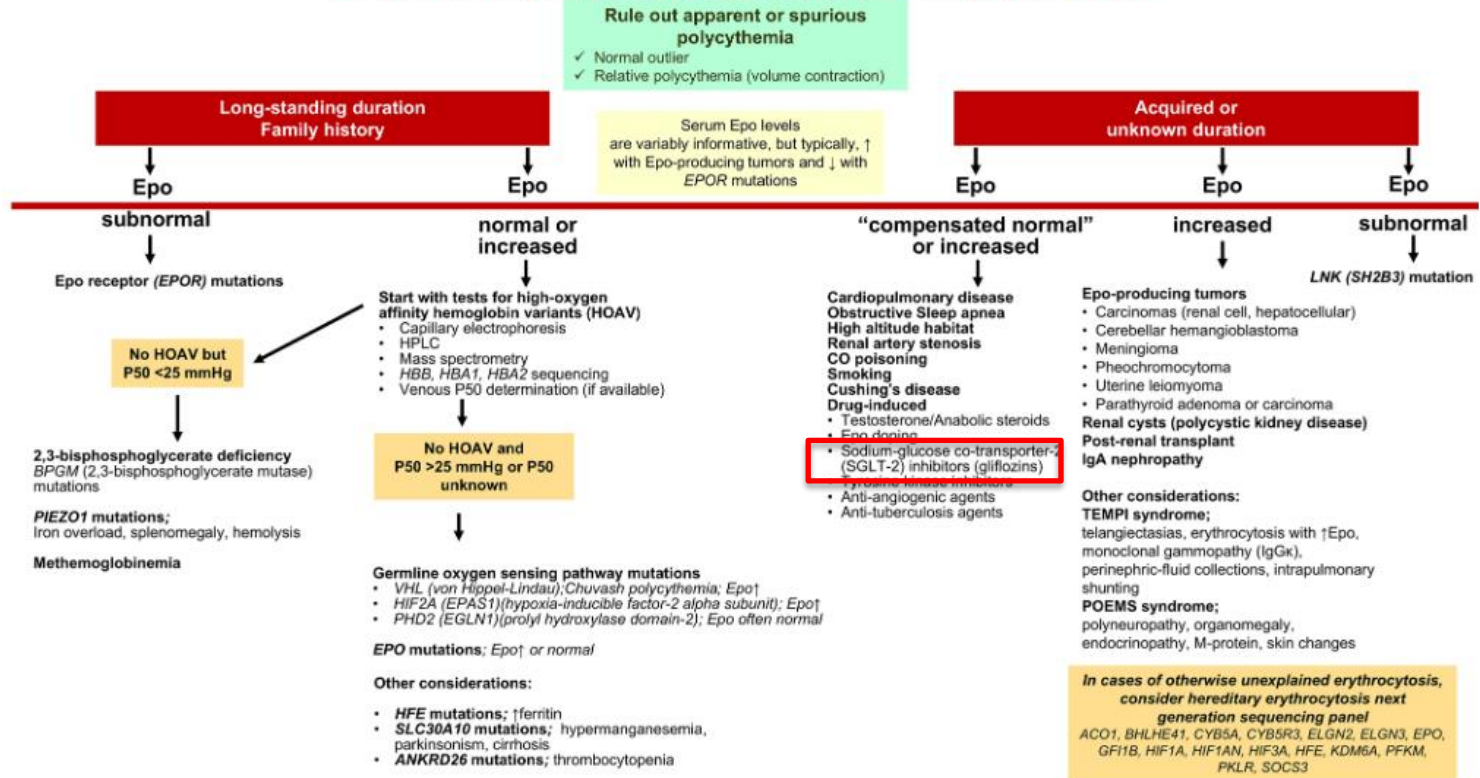 Rule out apparent or spurious
polycythemia
✓ Normal outlier
✓ Relative polycythemia (volume contraction)
Long-standing duration
Family history
Serum Epo levels
are variably informative, but typically, ↑
with Epo-producing tumors and ↓ with
EPOR mutations
Acquired or
unknown duration
Epo
Epo
Epo
Epo
Epo
subnormal
normal or
increased
"compensated normal"
or increased
increased
subnormal
Epo receptor (EPOR) mutations
No HOAV but
P50 <25 mmHg
2,3-bisphosphoglycerate deficiency
BPGM (2,3-bisphosphoglycerate mutase)
mutations
PIEZO1 mutations;
Iron overload, splenomegaly, hemolysis
Methemoglobinemia
Start with tests for high-oxygen
affinity hemoglobin variants (HOAV)
• Capillary electrophoresis
• HPLC
• Mass spectrometry
• HBB, HBA1, HBA2 sequencing
• Venous P50 determination (if available)
No HOAV and
P50 >25 mmHg or P50
unknown
Germline oxygen sensing pathway mutations
• VHL (von Hippel-Lindau);Chuvash polycythemia; Epo↑
• HIF2A (EPAS1)(hypoxia-inducible factor-2 alpha subunit); Epo↑
• PHD2 (EGLN1)(prolyl hydroxylase domain-2); Epo often normal
EPO mutations; Epo↑ or normal
Other considerations:
• HFE mutations; ↑ferritin
• SLC30A10 mutations; hypermanganesemia,
parkinsonism, cirrhosis
• ANKRD26 mutations; thrombocytopenia
Cardiopulmonary disease
Obstructive Sleep apnea
High altitude habitat
Renal artery stenosis
CO poisoning
Smoking
Cushing's disease
Drug-induced
• Testosterone/Anabolic steroids
• Epo doping
• Sodium-glucose co-transporter-2
(SGLT-2) inhibitors (gliflozins)
• Tyrosine kinase inhibitors
• Anti-angiogenic agents
• Anti-tuberculosis agents
Epo-producing tumors
• Carcinomas (renal cell, hepatocellular)
• Cerebellar hemangioblastoma
• Meningioma
• Pheochromocytoma
• Uterine leiomyoma
• Parathyroid adenoma or carcinoma
Renal cysts (polycystic kidney disease)
Post-renal transplant
IgA nephropathy
Other considerations:
TEMPI syndrome;
telangiectasias, erythrocytosis with ↑Epo,
monoclonal gammopathy (IgGκ),
perinephric-fluid collections, intrapulmonary
shunting
POEMS syndrome;
polyneuropathy, organomegaly,
endocrinopathy, M-protein, skin changes
LNK (SH2B3) mutation
In cases of otherwise unexplained erythrocytosis,
consider hereditary erythrocytosis next
generation sequencing panel
ACO1, BHLHE41, CYB5A, CYB5R3, ELGN2, ELGN3, EPO,
GFI1B, HIF1A, HIF1AN, HIF3A, HFE, KDM6A, PFKM,
PKLR, SOCS3